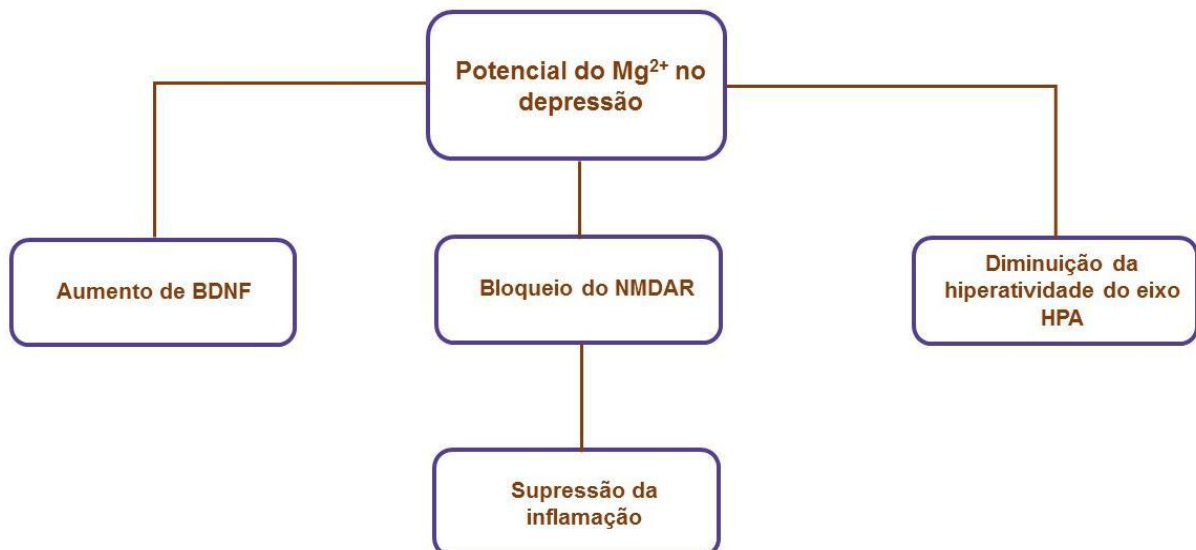 Potencial do Mg²⁺ no
depressão
Aumento de BDNF
Bloqueio do NMDAR
Diminuição da
hiperatividade do eixo
HPA
Supressão da
inflamação